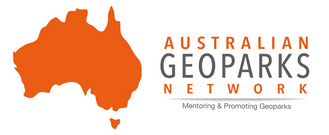 AUSTRALIAN
GEOPARKS
NETWORK
Mentoring & Promoting Geoparks